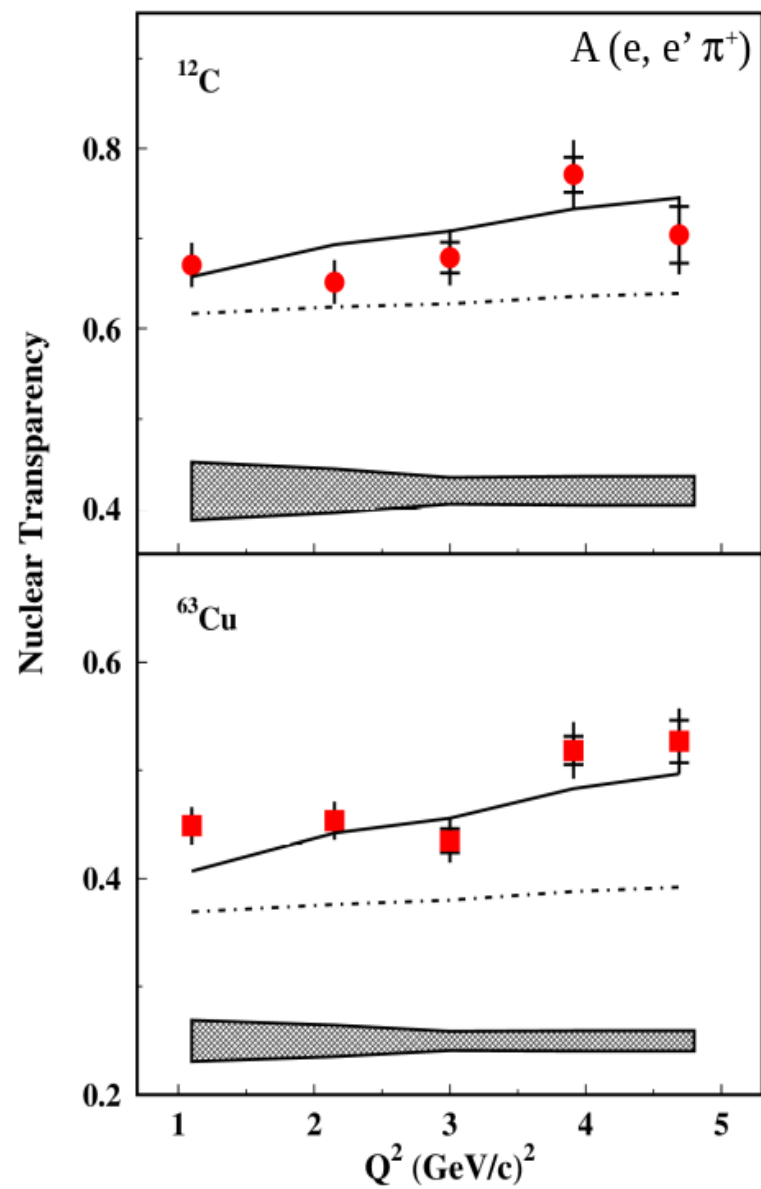 A (e, e’ π⁺)
¹²C
0.8
0.6
0.4
Nuclear Transparency
⁶³Cu
0.6
0.4
0.2
1 2 3 4 5
Q² (GeV/c)²